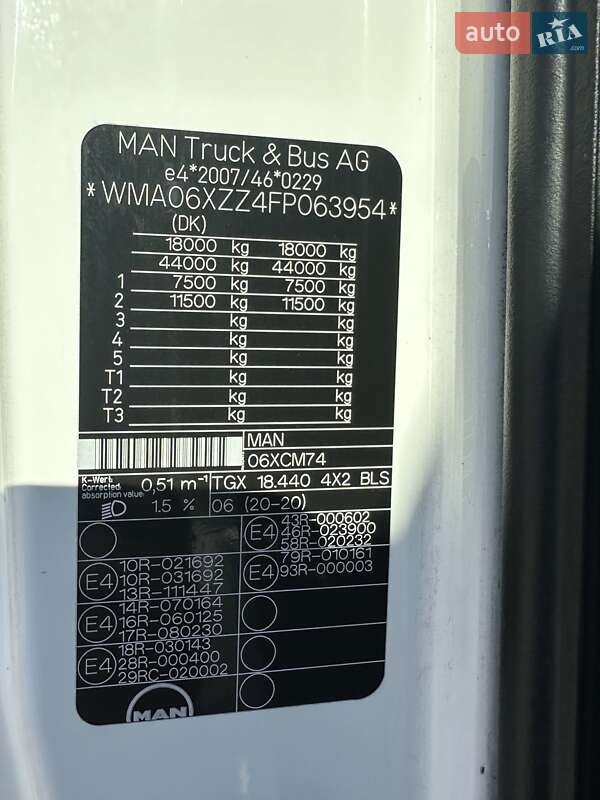 auto RIA .com
MAN Truck & Bus AG
e4*2007/46*0229
*WMA06XZZ4FP063954*
(DK)
18000 kg 18000 kg
44000 kg 44000 kg
1 7500 kg 7500 kg
2 11500 kg 11500 kg
3 kg kg
4 kg kg
5 kg kg
T1 kg kg
T2 kg kg
T3 kg kg
MAN
06XCM74
K-Wert
Corrected
absorption value:
0,51 m⁻¹
TGX 18.440 4X2 BLS
1.5 %
06 (20-20)
E4
43R-000602
46R-023900
58R-020232
E4
10R-021692
10R-031692
13R-111447
E4
79R-010161
93R-000003
E4
14R-070164
16R-060125
17R-080230
E4
18R-030143
28R-000400
29RC-020002
MAN